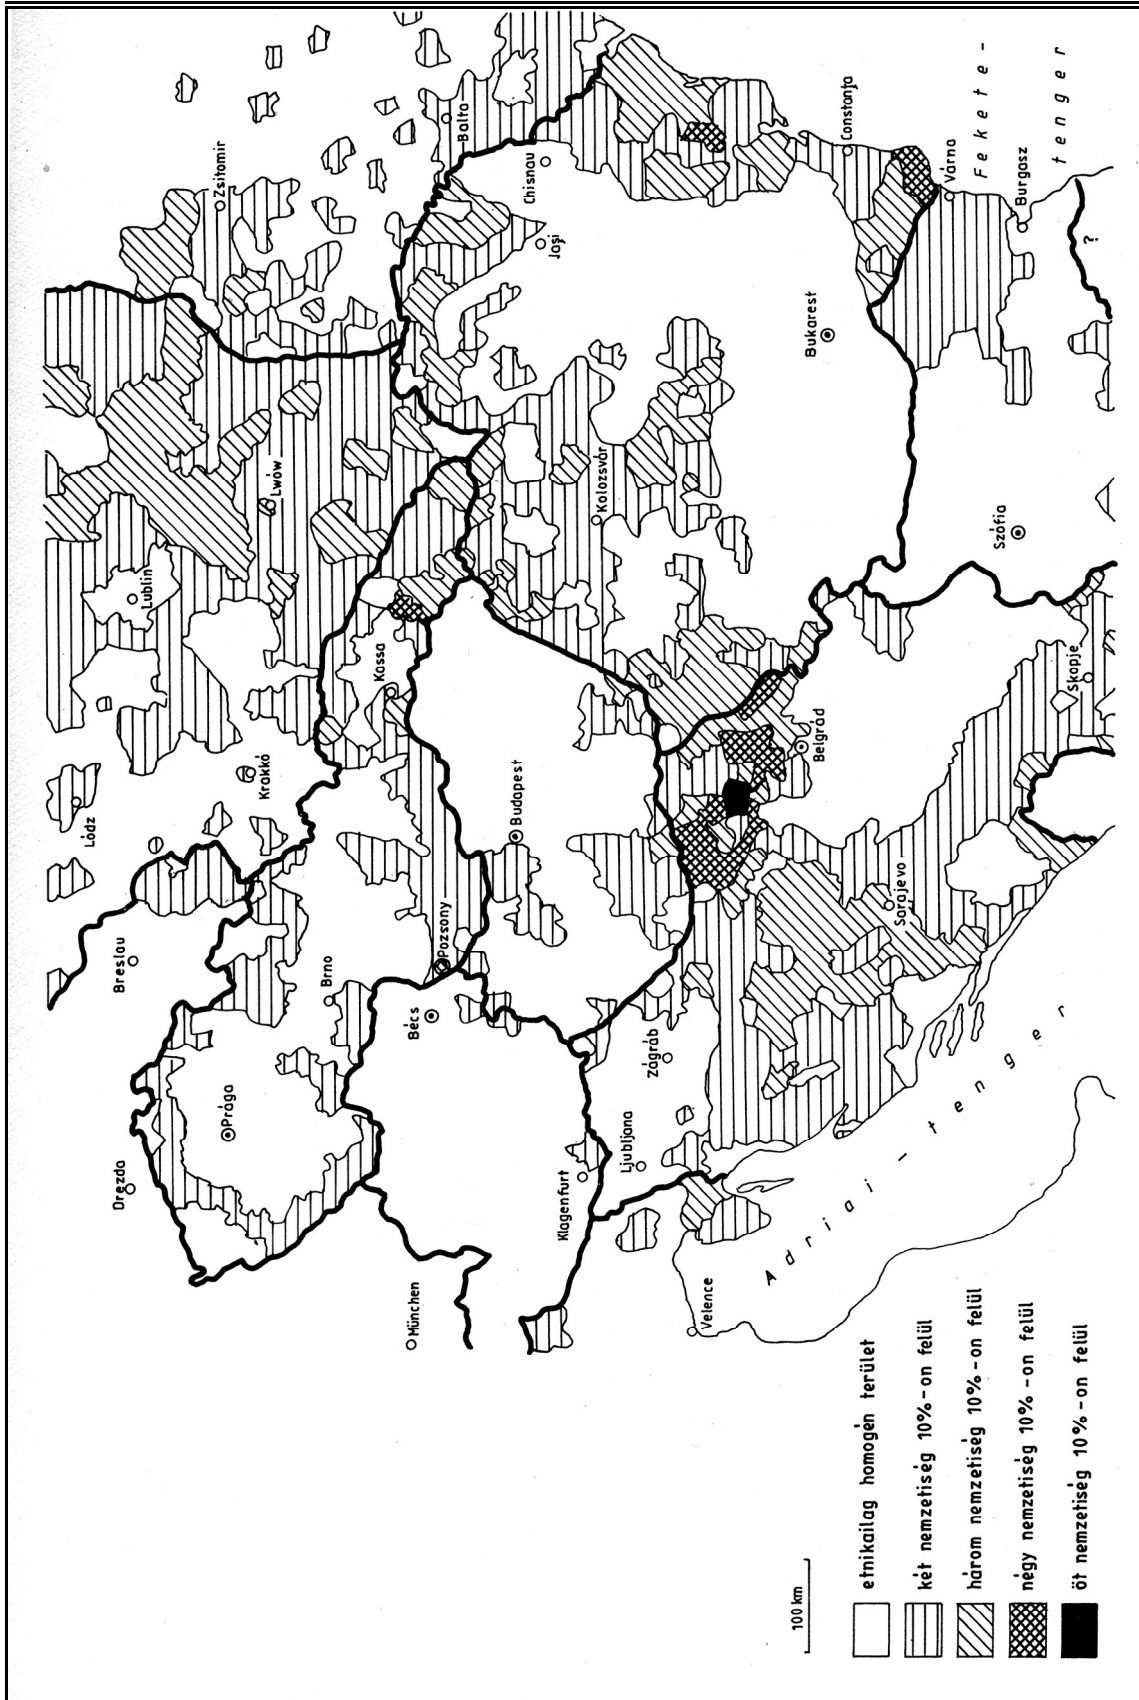 Zsitomir
Balta
Chisnau
Jaşi
Constanţa
Várna
Burgasz
?
Fekete-
tenger
Bukarest
Lwów
Lublin
Kolozsvár
Szófia
Kassa
Skopje
Belgrád
Krakkó
Łódz
Budapest
Sarajevo
Pozsony
Breslau
Brno
Bécs
Zágráb
Prága
Drezda
Ljubljana
Klagenfurt
München
Velence
Adriai-tenger
100 km
etnikailag homogén terület
két nemzetiség 10%-on felül
három nemzetiség 10%-on felül
négy nemzetiség 10%-on felül
öt nemzetiség 10%-on felül